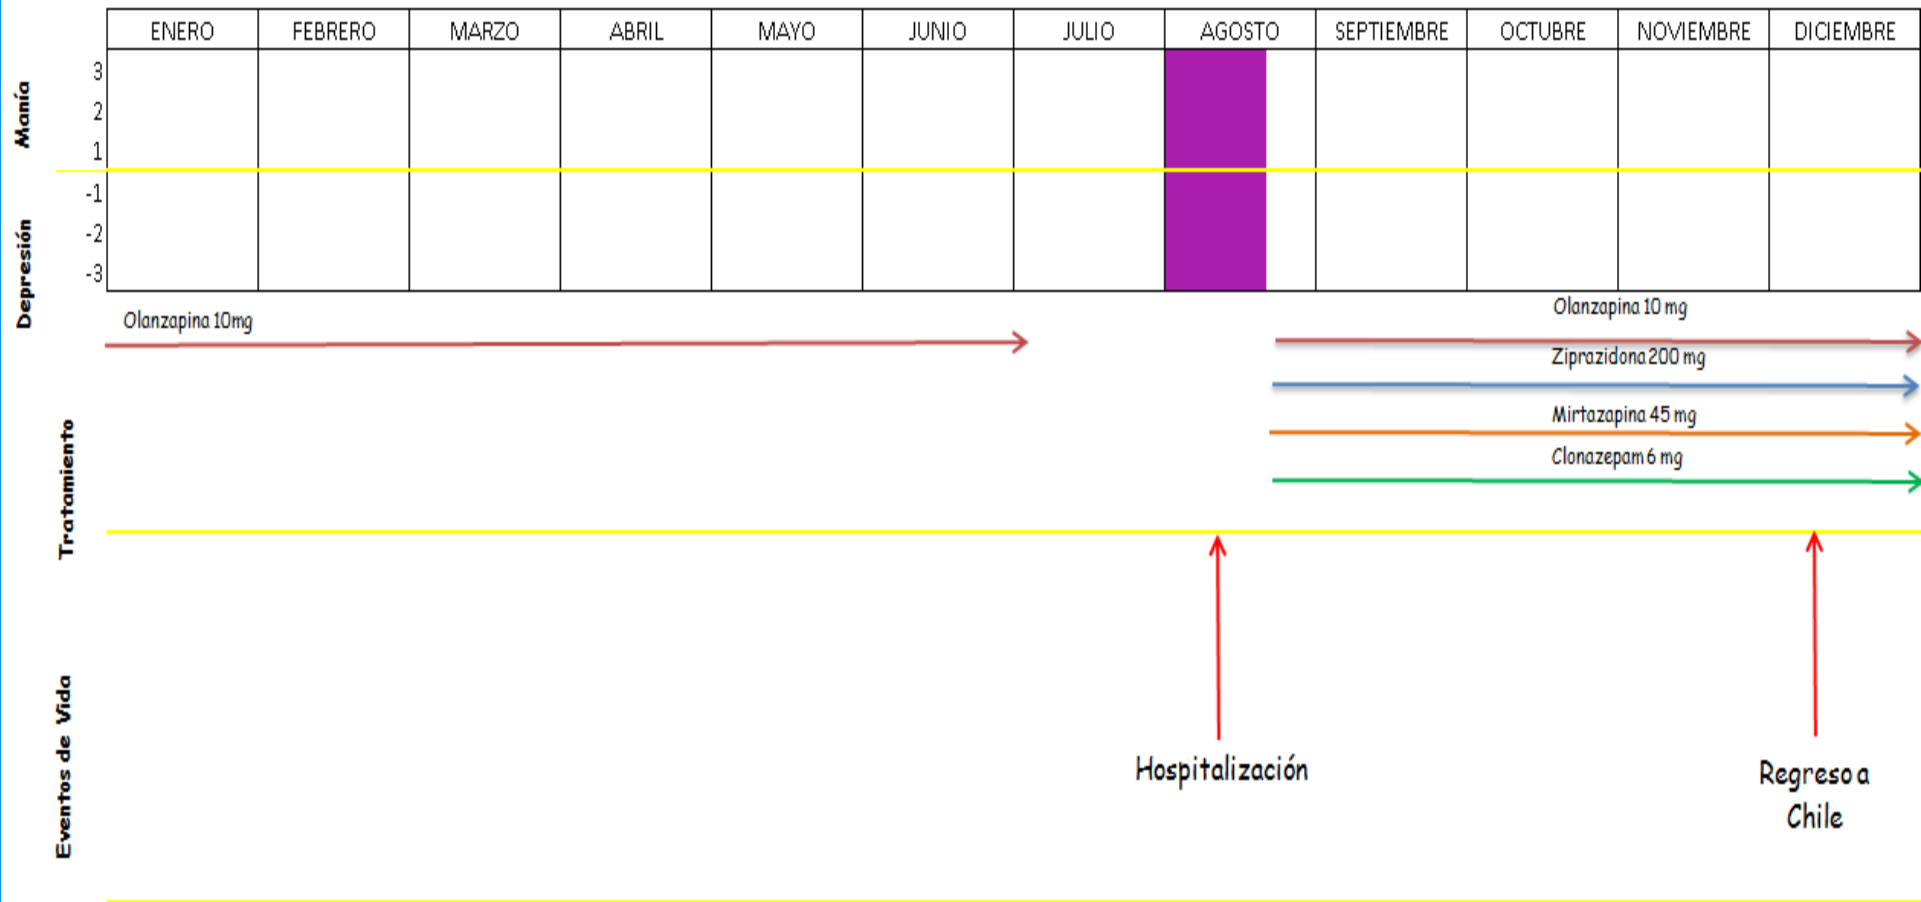 ENERO FEBRERO MARZO ABRIL MAYO JUNIO JULIO AGOSTO SEPTIEMBRE OCTUBRE NOVIEMBRE DICIEMBRE
Manía
3
2
1
Depresión
-1
-2
-3
Olanzapina 10mg
Olanzapina 10 mg
Ziprazidona 200 mg
Mirtazapina 45 mg
Clonazepam 6 mg
Tratamiento
Eventos de Vida
Hospitalización
Regreso a
Chile